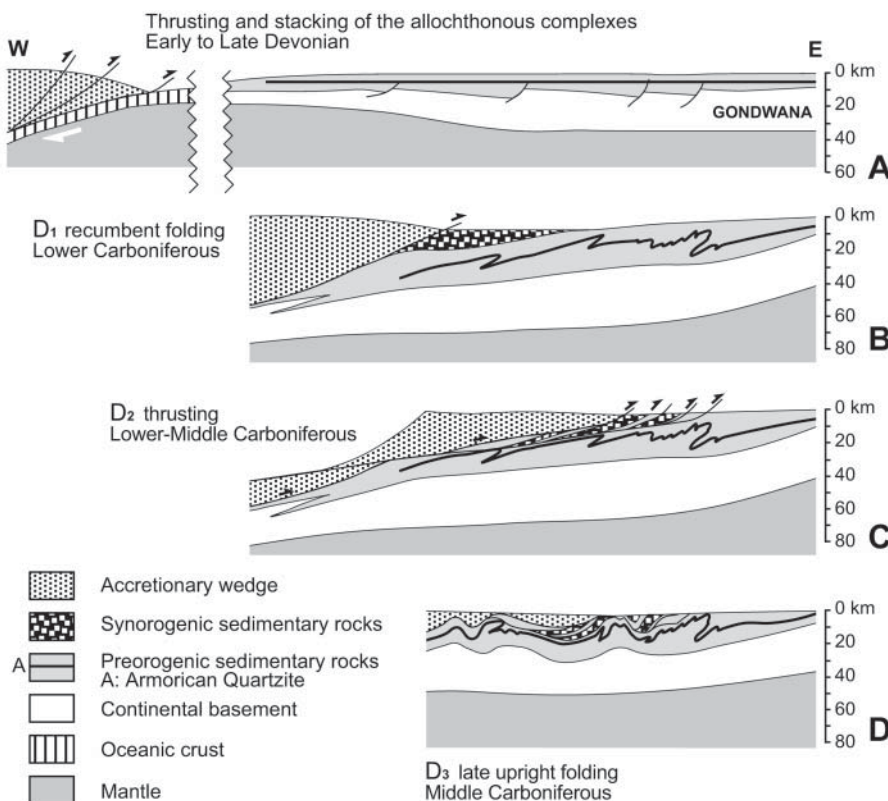 Thrusting and stacking of the allochthonous complexes
Early to Late Devonian
W
E
0 km
20
40
60
GONDWANA
A
D1 recumbent folding
Lower Carboniferous
0 km
20
40
60
80
B
D2 thrusting
Lower-Middle Carboniferous
0 km
20
40
60
80
C
Accretionary wedge
Synorogenic sedimentary rocks
A
Preorogenic sedimentary rocks
A: Armorican Quartzite
Continental basement
Oceanic crust
Mantle
0 km
20
40
60
80
D
D3 late upright folding
Middle Carboniferous